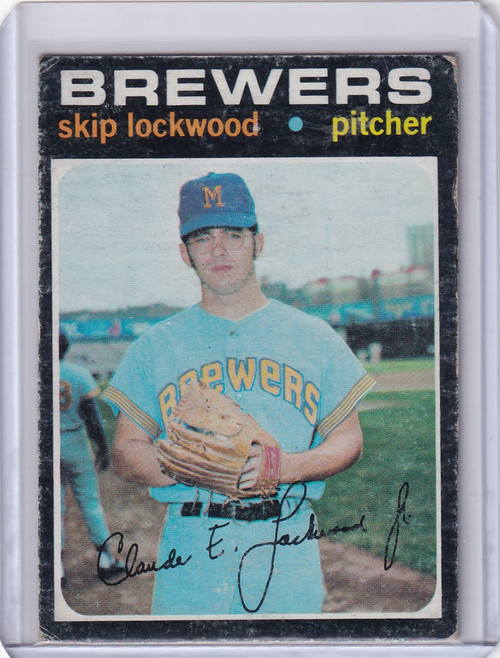 BREWERS
skip lockwood • pitcher
M
BREWERS
Claude E. Lockwood Jr.